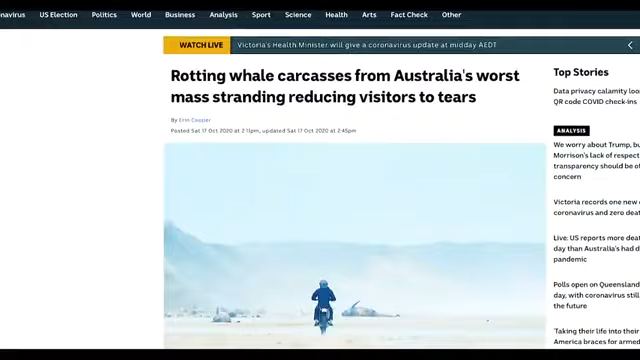 navirus US Election Politics World Business Analysis Sport Science Health Arts Fact Check Other
WATCH LIVE Victoria's Health Minister will give a coronavirus update at midday AEDT
Rotting whale carcasses from Australia's worst
mass stranding reducing visitors to tears
By Erin Cooper
Posted Sat 17 Oct 2020 at 2:11pm, updated Sat 17 Oct 2020 at 2:45pm
Top Stories
Data privacy calamity loo
QR code COVID check-ins
ANALYSIS
We worry about Trump, bu
Morrison's lack of respect
transparency should be of
concern
Victoria records one new
coronavirus and zero deat
Live: US reports more dea
day than Australia's had d
pandemic
Polls open on Queensland
day, with coronavirus still
the future
'Taking their life into their
America braces for armed